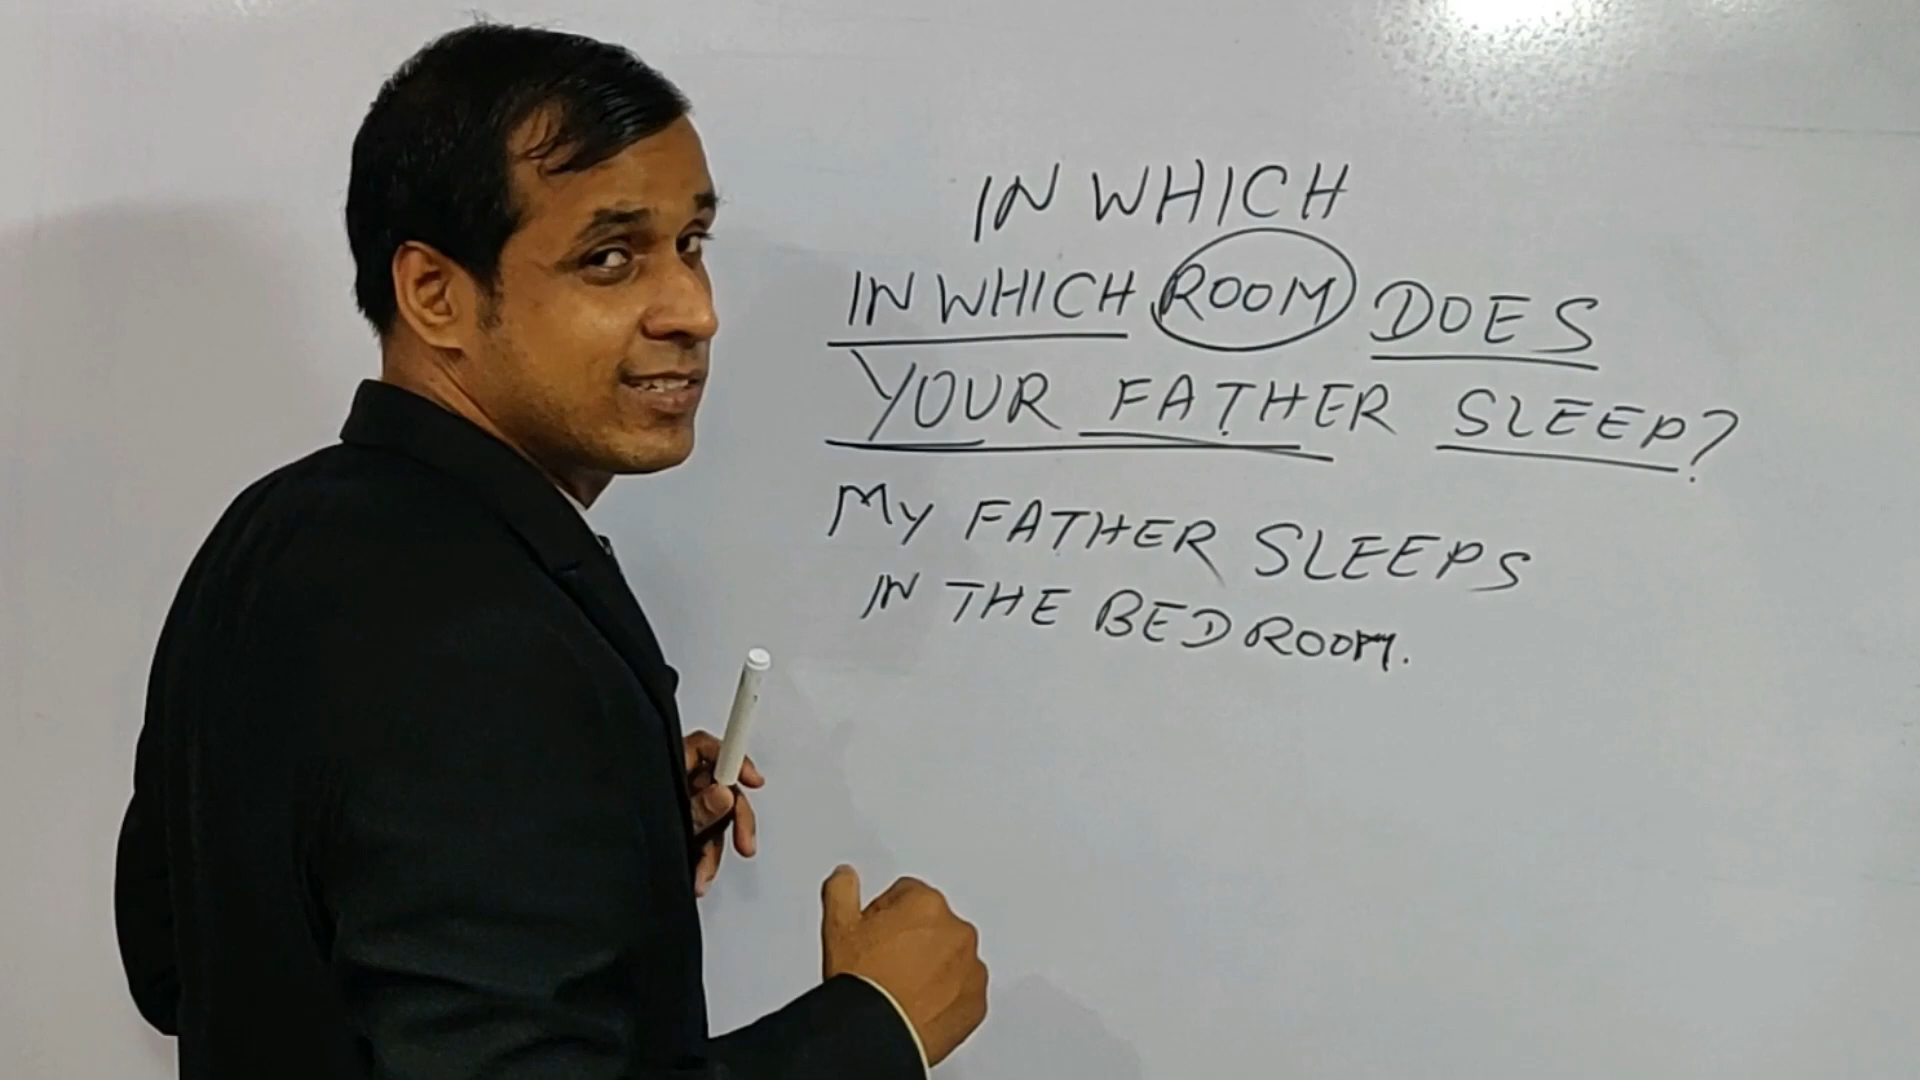 IN WHICH
IN WHICH ROOM DOES
YOUR FATHER SLEEP?
MY FATHER SLEEPS
IN THE BEDROOM.